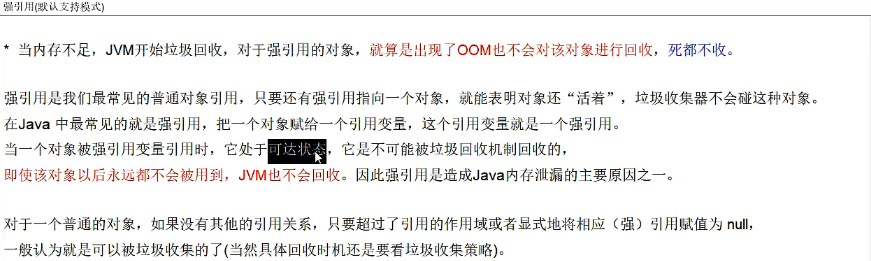 强引用(默认支持模式)
* 当内存不足，JVM开始垃圾回收，对于强引用的对象，就算是出现了OOM也不会对该对象进行回收，死都不收。
强引用是我们最常见的普通对象引用，只要还有强引用指向一个对象，就能表明对象还“活着”，垃圾收集器不会碰这种对象。
在Java 中最常见的就是强引用，把一个对象赋给一个引用变量，这个引用变量就是一个强引用。
当一个对象被强引用变量引用时，它处于可达状态，它是不可能被垃圾回收机制回收的，
即使该对象以后永远都不会被用到，JVM也不会回收。因此强引用是造成Java内存泄漏的主要原因之一。
对于一个普通的对象，如果没有其他的引用关系，只要超过了引用的作用域或者显式地将相应（强）引用赋值为 null，
一般认为就是可以被垃圾收集的了(当然具体回收时机还是要看垃圾收集策略)。